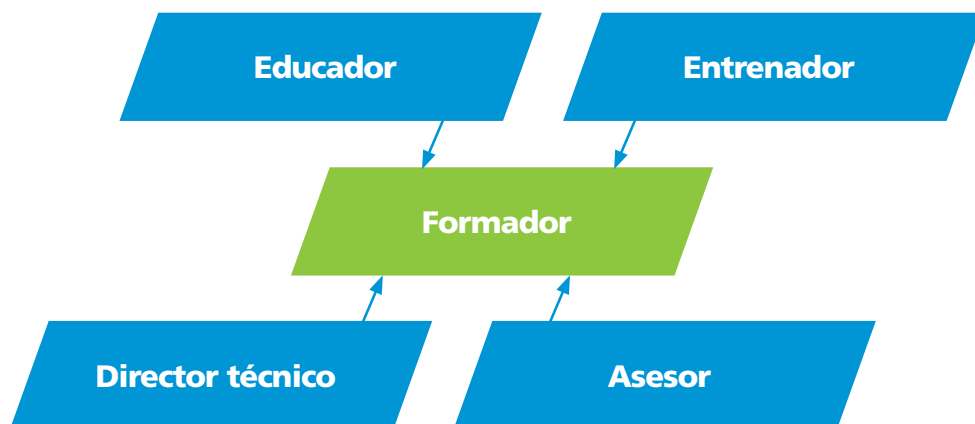 Educador
Entrenador
Formador
Director técnico
Asesor